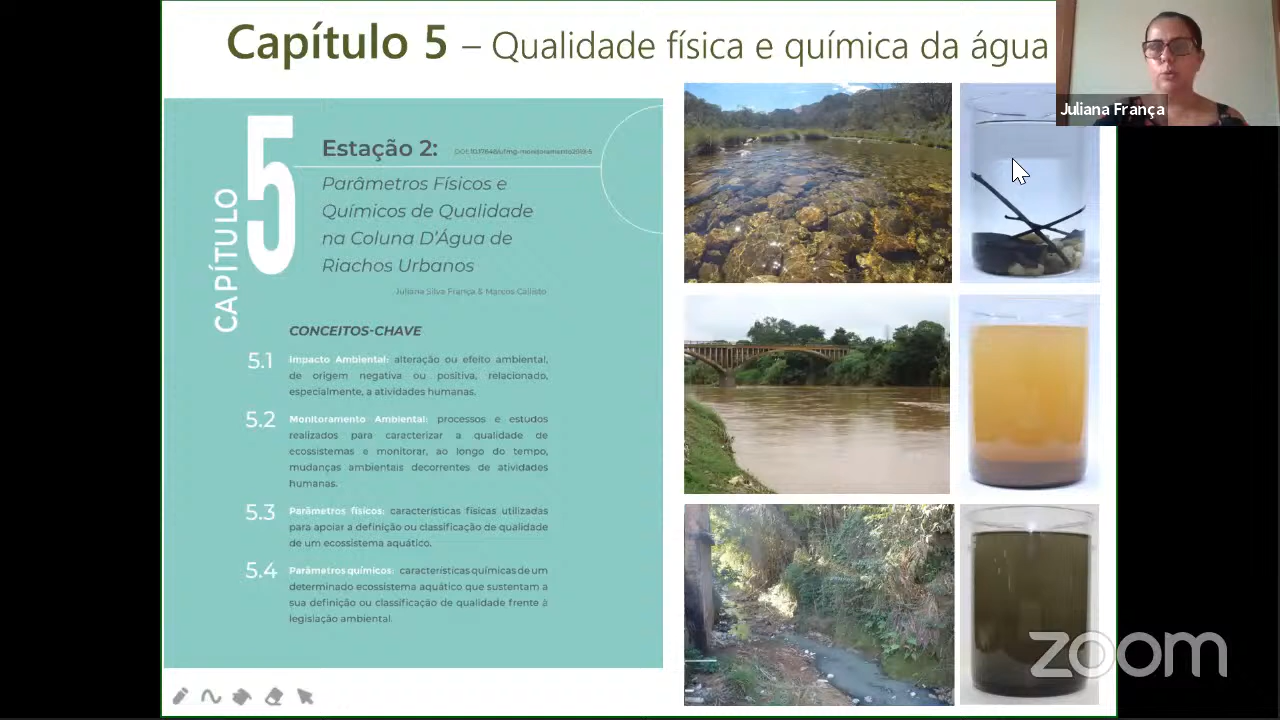 Capítulo 5 – Qualidade física e química da água
Juliana França
CAPÍTULO
5
Estação 2:
Parâmetros Físicos e
Químicos de Qualidade
na Coluna D'Água de
Riachos Urbanos
Juliana Silva França & Marcos Callisto
CONCEITOS-CHAVE
5.1 Impacto Ambiental: alteração ou efeito ambiental,
de origem negativa ou positiva, relacionado,
especialmente, a atividades humanas.
5.2 Monitoramento Ambiental: processos e estudos
realizados para caracterizar a qualidade de
ecossistemas e monitorar, ao longo do tempo,
mudanças ambientais decorrentes de atividades
humanas.
5.3 Parâmetros físicos: características físicas utilizadas
para apoiar a definição ou classificação de qualidade
de um ecossistema aquático.
5.4 Parâmetros químicos: características químicas de um
determinado ecossistema aquático que sustentam a
sua definição ou classificação de qualidade frente à
legislação ambiental.
zoom